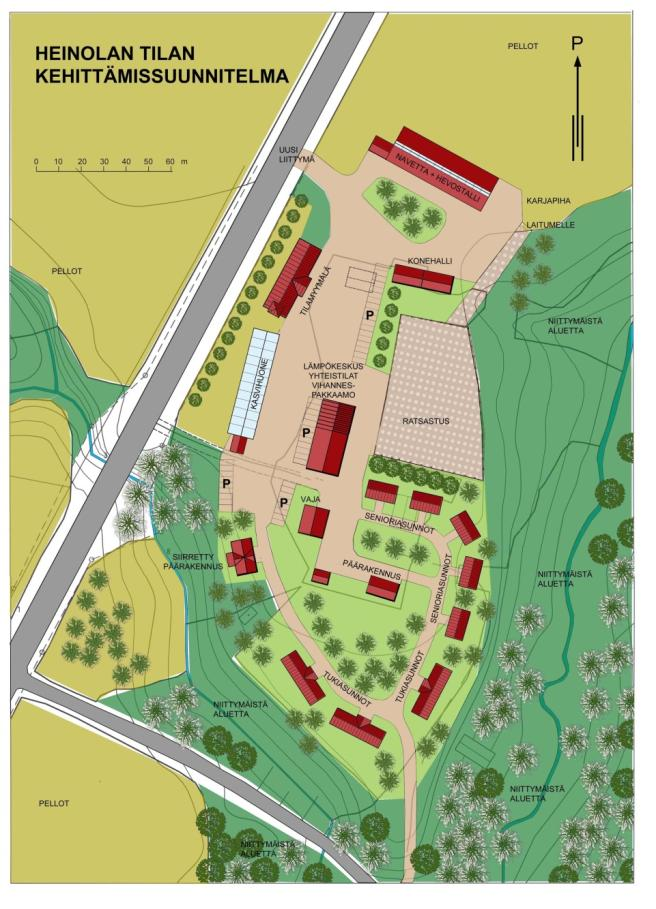 HEINOLAN TILAN
KEHITTÄMISSUUNNITELMA
PELLOT
P
0 10 20 30 40 50 60 m
UUSI
LIITTYMÄ
NAVETTA + HEVOSTALLI
KARJAPIHA
LAITUMELLE
PELLOT
KONEHALLI
TILAMYYMÄLÄ
P
NIITTYMÄISTÄ
ALUETTA
KASVIHUONE
LÄMPÖKESKUS
YHTEISTILAT
VIHANNES-
PAKKAAMO
RATSASTUS
P
P
P
VAJA
SENIORIASUNNOT
SIIRRETTY
PÄÄRAKENNUS
PÄÄRAKENNUS
SENIORIASUNNOT
NIITTYMÄISTÄ
ALUETTA
TUKIASUNNOT
TUKIASUNNOT
NIITTYMÄISTÄ
ALUETTA
NIITTYMÄISTÄ
ALUETTA
PELLOT
NIITTYMÄISTÄ
ALUETTA